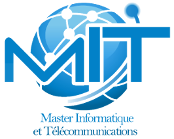 MIT
Master Informatique
et Télécommunications